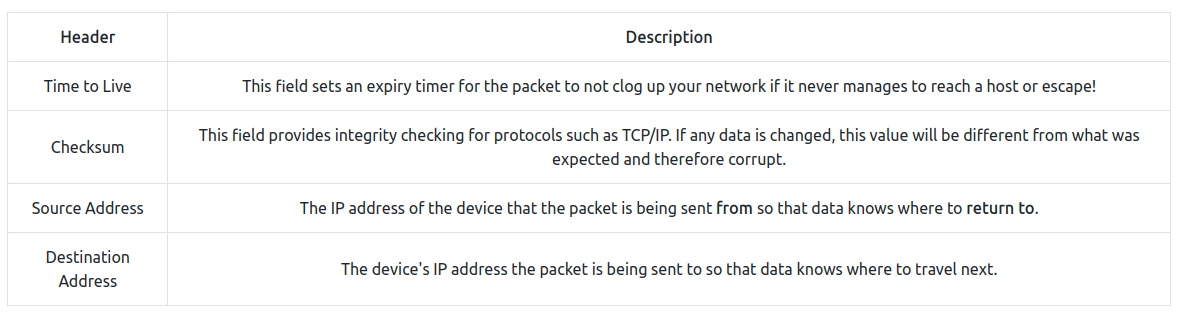 Header
Description
Time to Live
This field sets an expiry timer for the packet to not clog up your network if it never manages to reach a host or escape!
Checksum
This field provides integrity checking for protocols such as TCP/IP. If any data is changed, this value will be different from what was
expected and therefore corrupt.
Source Address
The IP address of the device that the packet is being sent from so that data knows where to return to.
Destination
Address
The device's IP address the packet is being sent to so that data knows where to travel next.